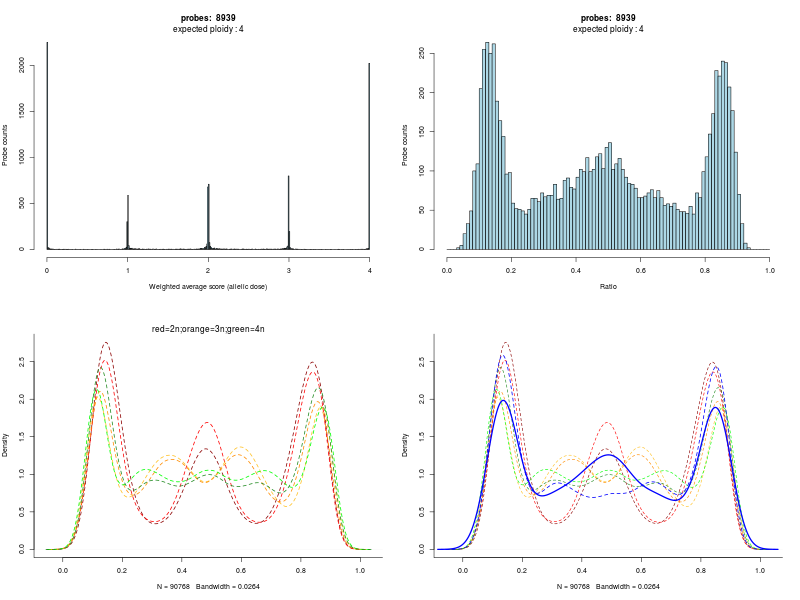 probes: 8939
expected ploidy : 4
Probe counts
2000
1500
1000
500
0
0 1 2 3 4
Weighted average score (allelic dose)
probes: 8939
expected ploidy : 4
Probe counts
250
200
150
100
50
0
0.0 0.2 0.4 0.6 0.8 1.0
Ratio
red=2n;orange=3n;green=4n
Density
2.5
2.0
1.5
1.0
0.5
0.0
0.0 0.2 0.4 0.6 0.8 1.0
N = 90768 Bandwidth = 0.0264
Density
2.5
2.0
1.5
1.0
0.5
0.0
0.0 0.2 0.4 0.6 0.8 1.0
N = 90768 Bandwidth = 0.0264